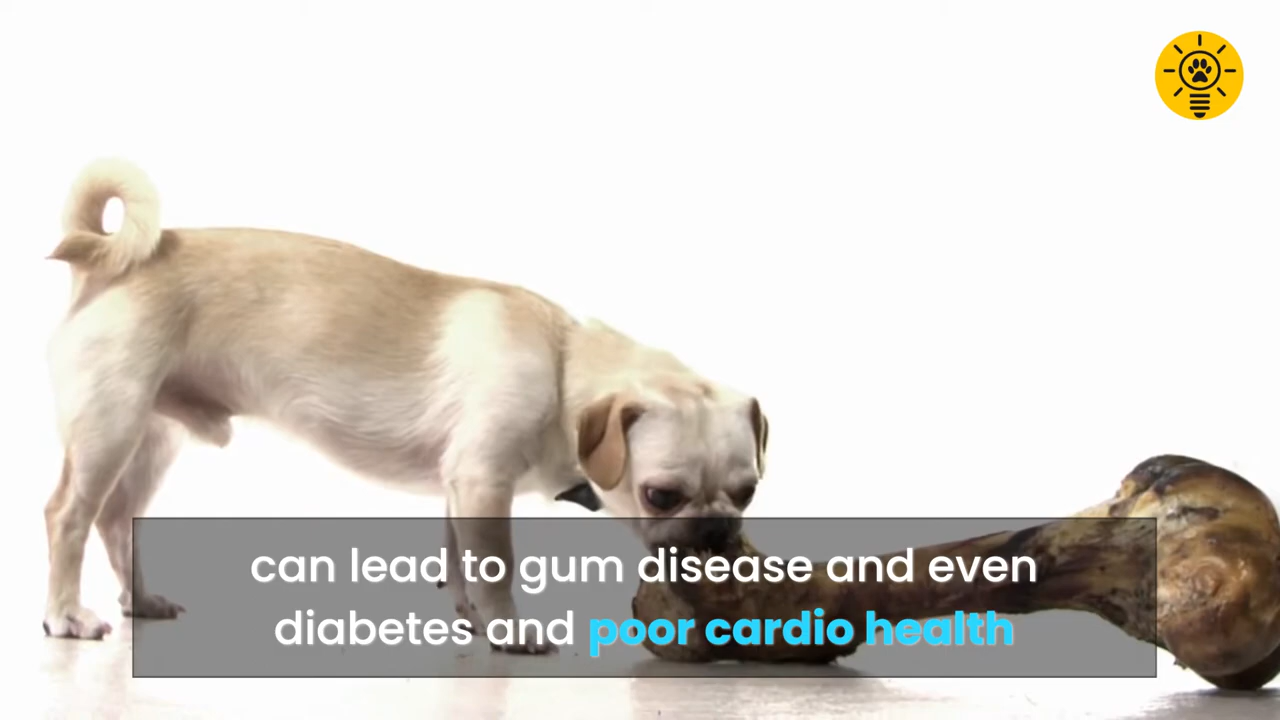 can lead to gum disease and even
diabetes and poor cardio health